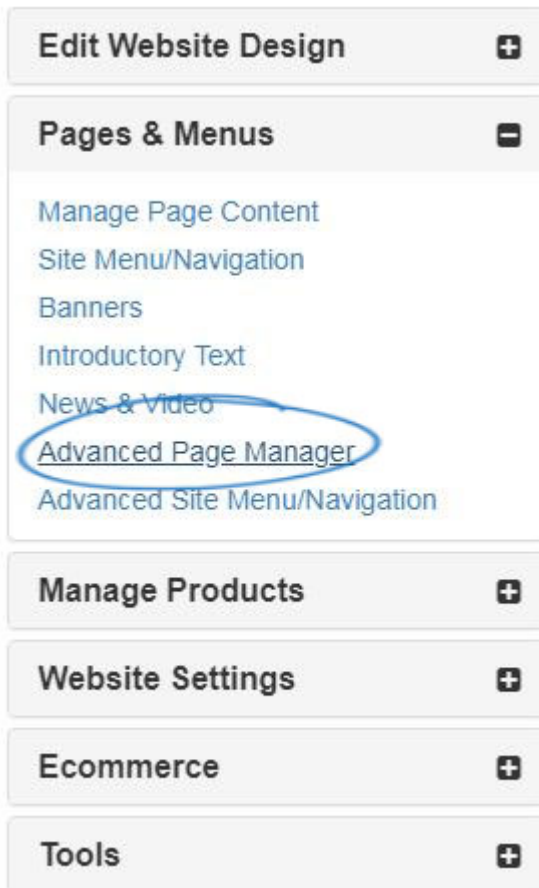 Edit Website Design
Pages & Menus
Manage Page Content
Site Menu/Navigation
Banners
Introductory Text
News & Video
Advanced Page Manager
Advanced Site Menu/Navigation
Manage Products
Website Settings
Ecommerce
Tools